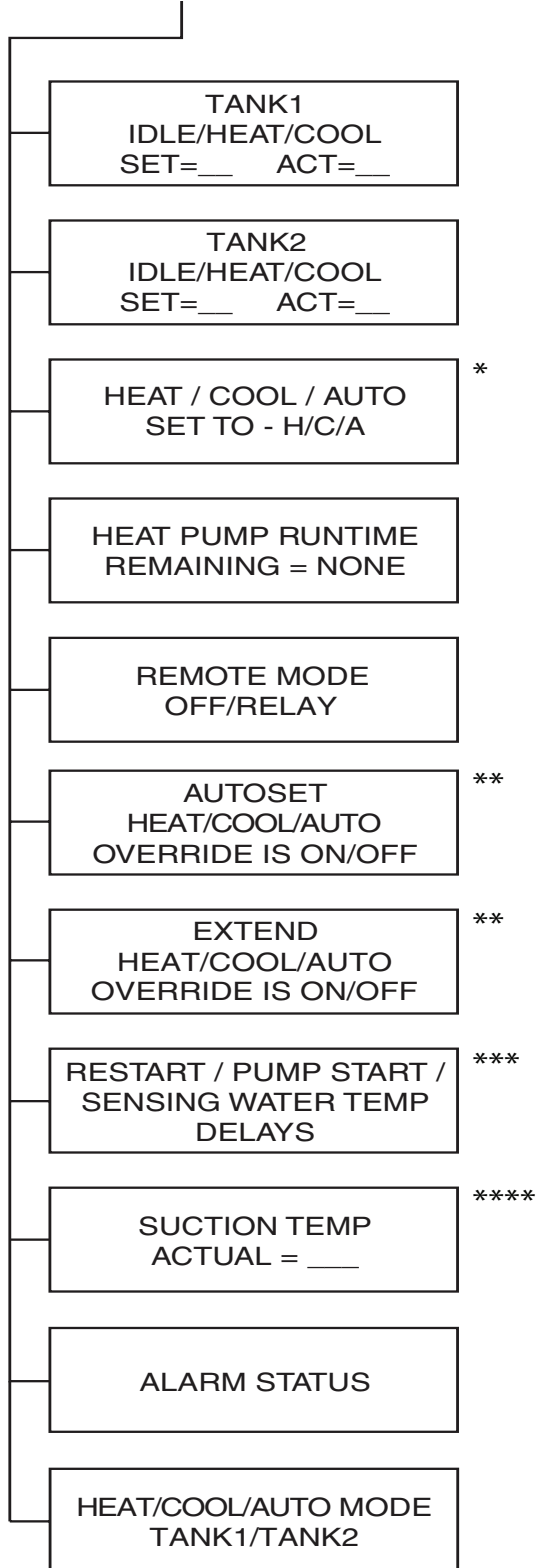 TANK1
IDLE/HEAT/COOL
SET=__ ACT=__
TANK2
IDLE/HEAT/COOL
SET=__ ACT=__
*
HEAT / COOL / AUTO
SET TO - H/C/A
HEAT PUMP RUNTIME
REMAINING = NONE
REMOTE MODE
OFF/RELAY
**
AUTOSET
HEAT/COOL/AUTO
OVERRIDE IS ON/OFF
**
EXTEND
HEAT/COOL/AUTO
OVERRIDE IS ON/OFF
***
RESTART / PUMP START /
SENSING WATER TEMP
DELAYS
****
SUCTION TEMP
ACTUAL = ___
ALARM STATUS
HEAT/COOL/AUTO MODE
TANK1/TANK2